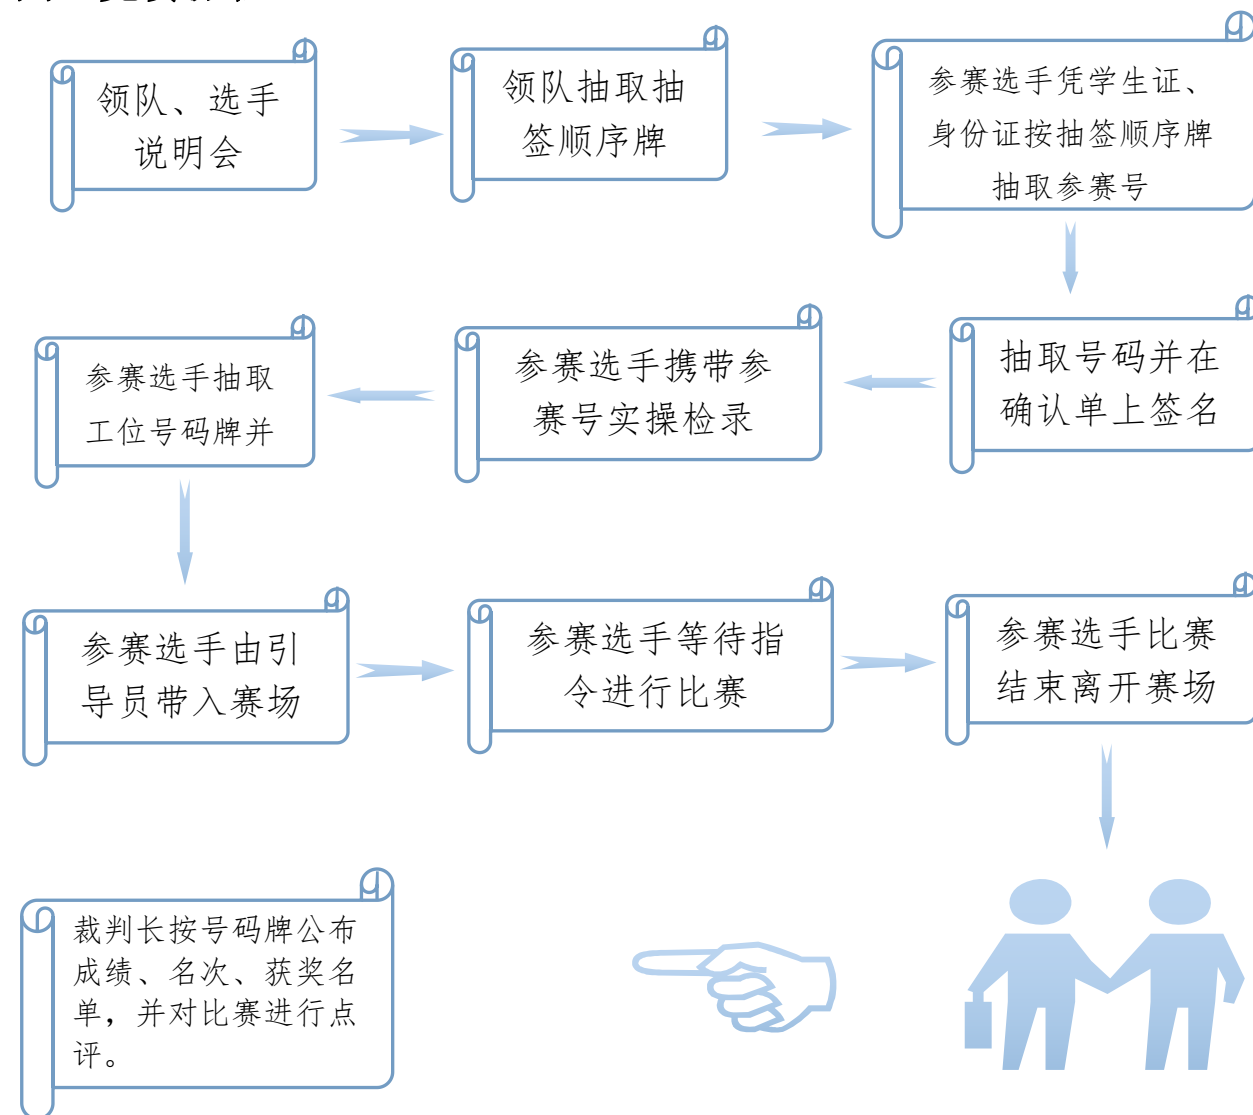 领队、选手
说明会
领队抽取抽
签顺序牌
参赛选手凭学生证、
身份证按抽签顺序牌
抽取参赛号
抽取号码并在
确认单上签名
参赛选手携带参
赛号实操检录
参赛选手抽取
工位号码牌并
参赛选手由引
导员带入赛场
参赛选手等待指
令进行比赛
参赛选手比赛
结束离开赛场
裁判长按号码牌公布
成绩、名次、获奖名
单，并对比赛进行点
评。